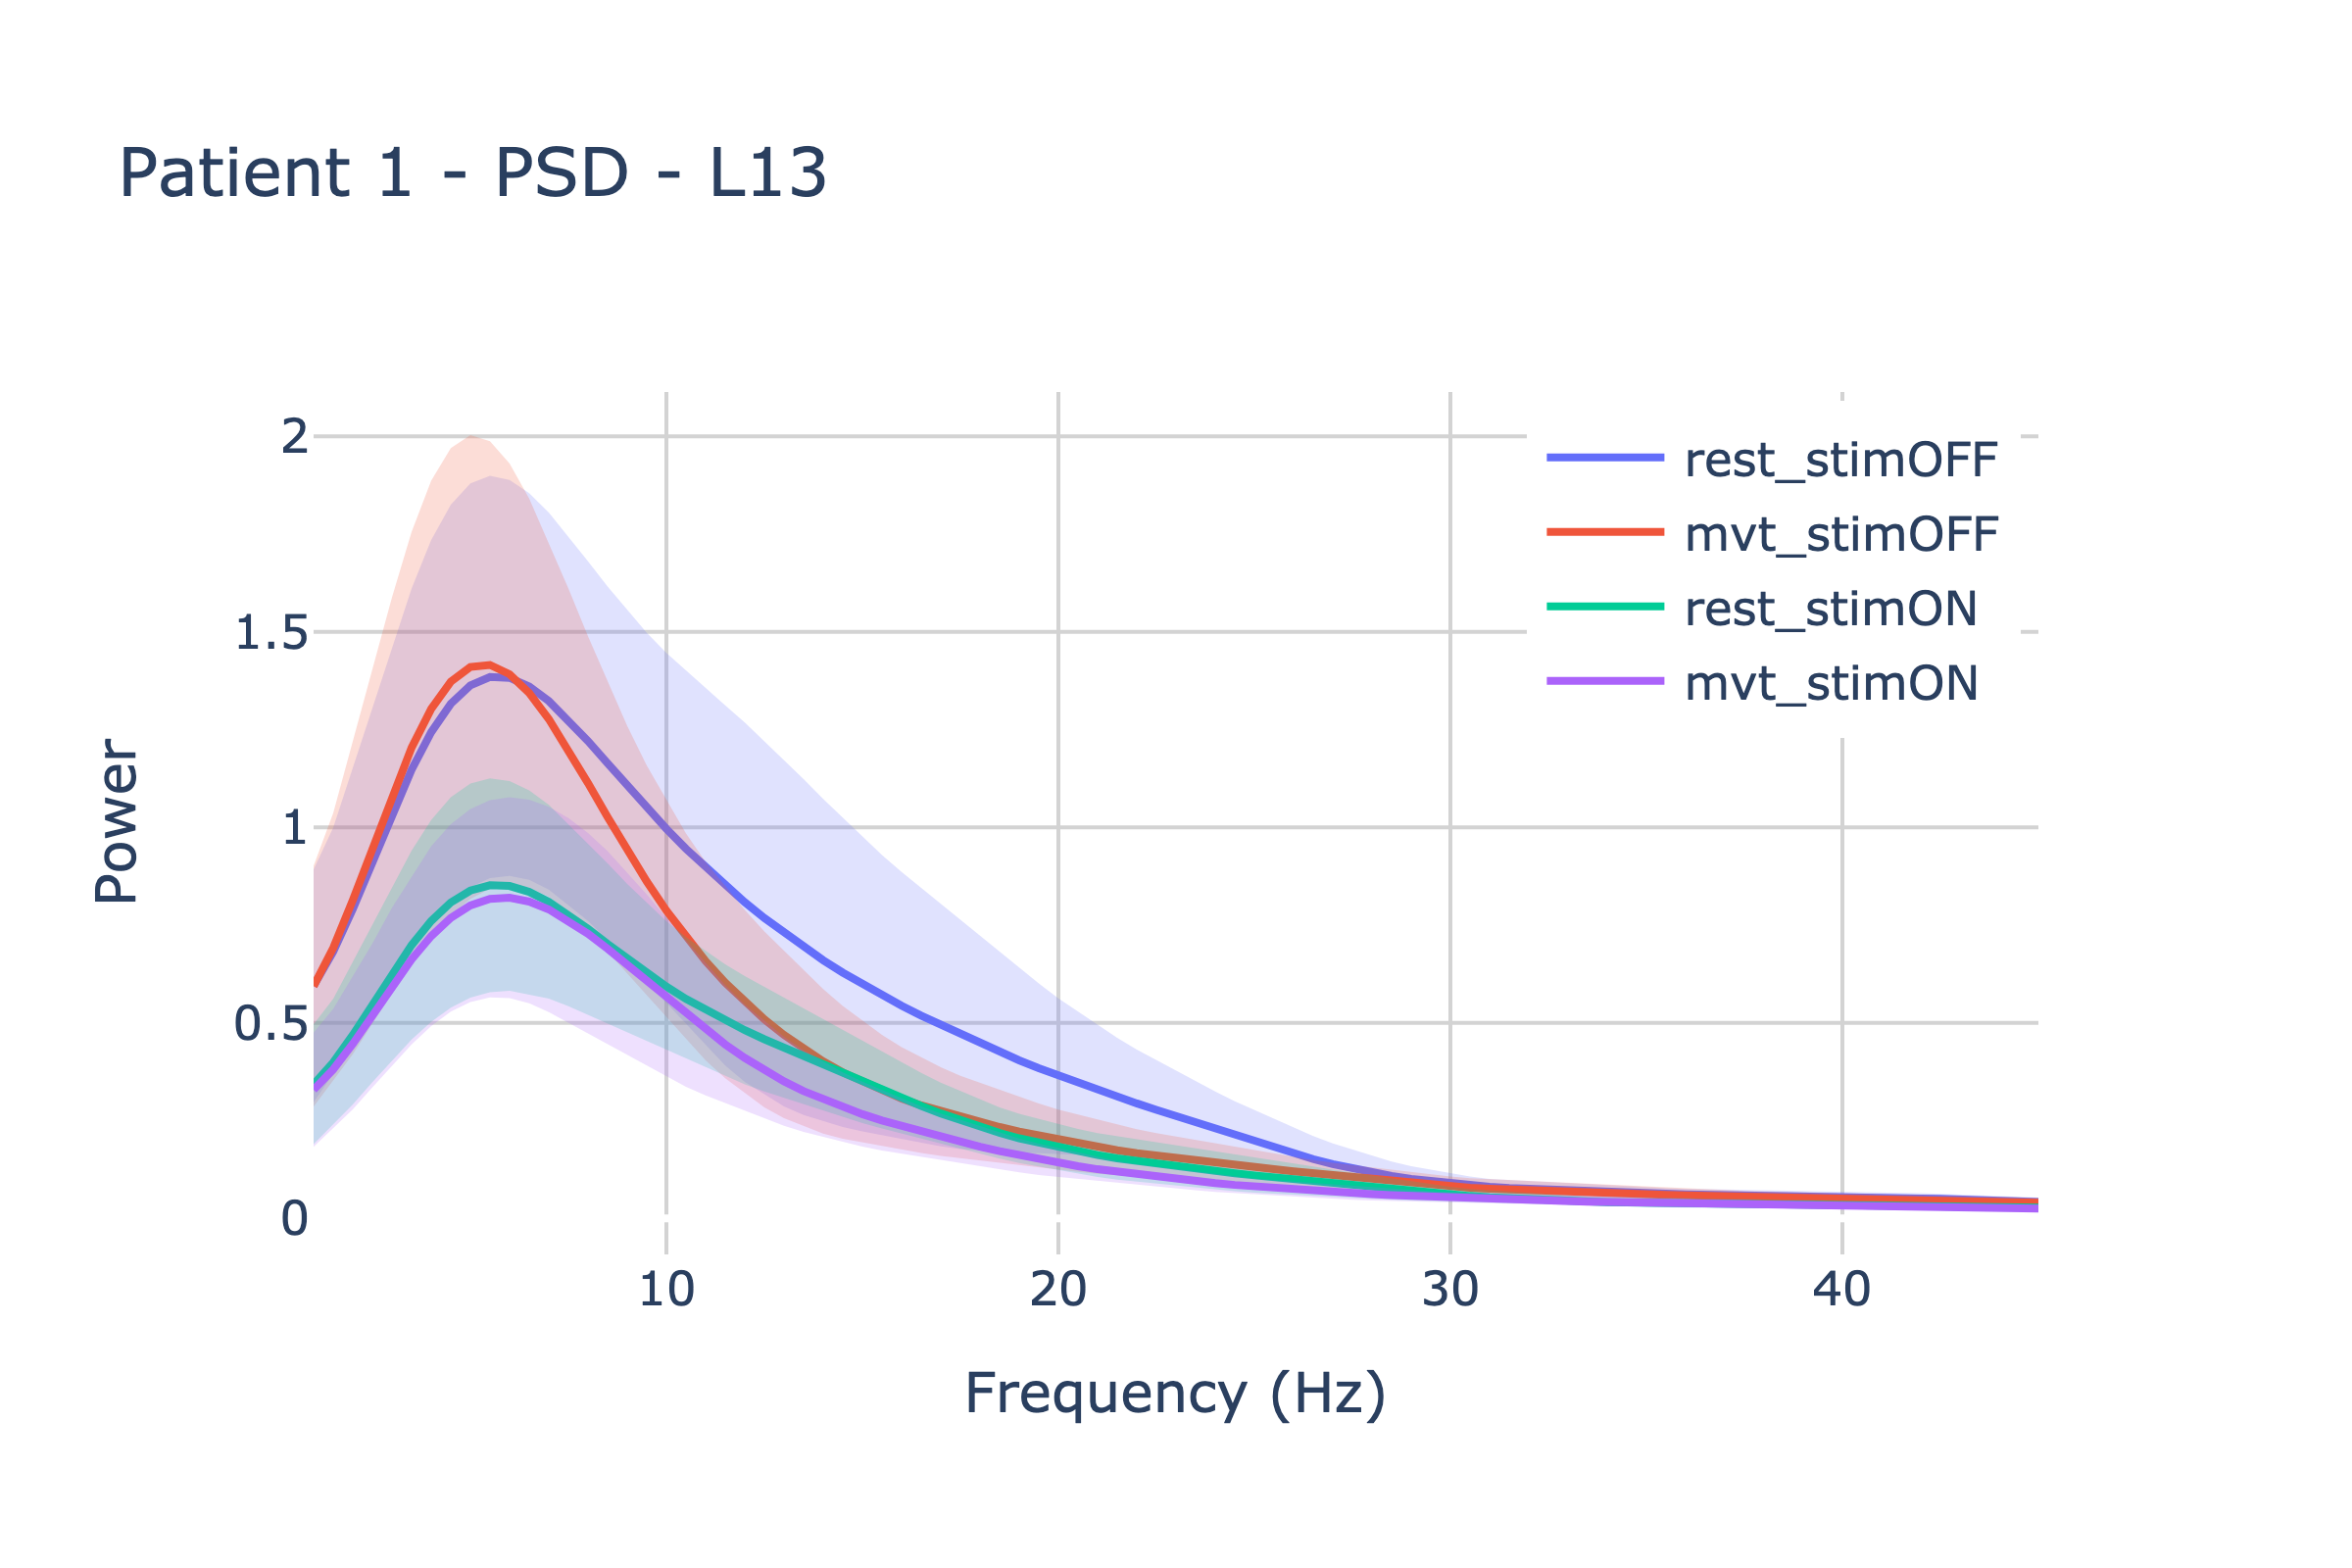 Patient 1 - PSD - L13
2
1.5
1
0.5
0
Power
rest_stimOFF
mvt_stimOFF
rest_stimON
mvt_stimON
10 20 30 40
Frequency (Hz)